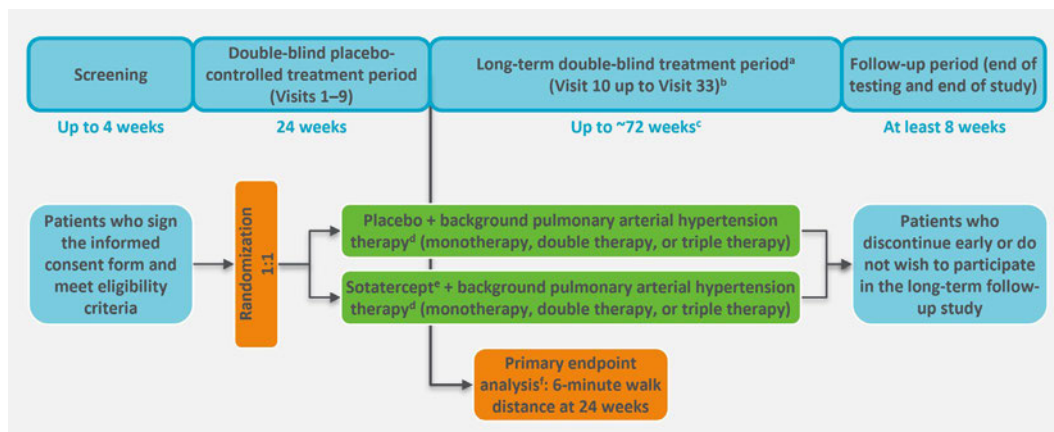 Screening
Double-blind placebo-
controlled treatment period
(Visits 1–9)
Long-term double-blind treatment periodᵃ
(Visit 10 up to Visit 33)ᵇ
Follow-up period (end of
testing and end of study)
Up to 4 weeks
24 weeks
Up to ~72 weeksᶜ
At least 8 weeks
Patients who sign
the informed
consent form and
meet eligibility
criteria
Randomization
1:1
Placebo + background pulmonary arterial hypertension
therapyᵈ (monotherapy, double therapy, or triple therapy)
Sotaterceptᵉ + background pulmonary arterial hypertension
therapyᵈ (monotherapy, double therapy, or triple therapy)
Patients who
discontinue early or do
not wish to participate
in the long-term follow-
up study
Primary endpoint
analysisᶠ: 6-minute walk
distance at 24 weeks